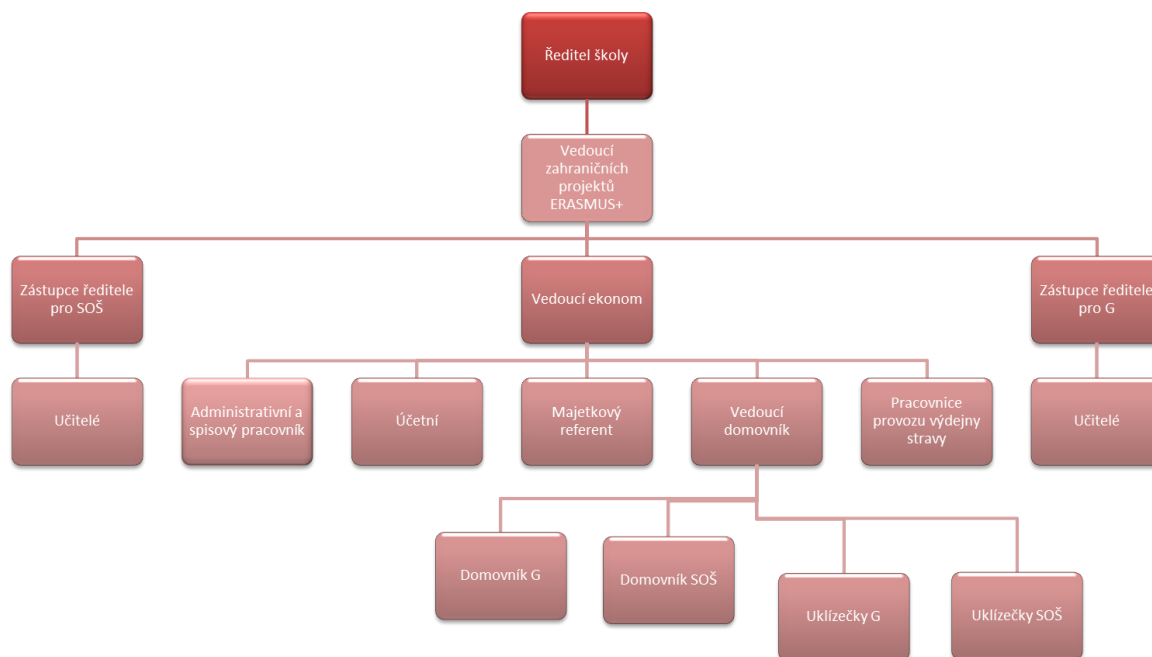 Ředitel školy
Vedoucí
zahraničních
projektů
ERASMUS+
Zástupce ředitele
pro SOŠ
Vedoucí ekonom
Zástupce ředitele
pro G
Učitelé
Administrativní a
spisový pracovník
Účetní
Majetkový
referent
Vedoucí
domovník
Pracovnice
provozu výdejny
stravy
Učitelé
Domovník G
Domovník SOŠ
Uklízečky G
Uklízečky SOŠ